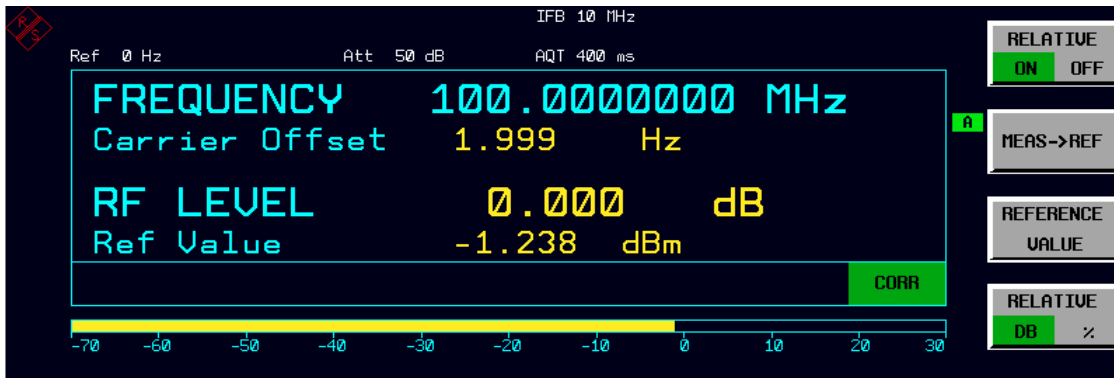 R
S
IFB 10 MHz
Ref 0 Hz Att 50 dB AQT 400 ms
FREQUENCY 100.0000000 MHz
Carrier Offset 1.999 Hz
RF LEVEL 0.000 dB
Ref Value -1.238 dBm
CORR
-70 -60 -50 -40 -30 -20 -10 0 10 20 30
A
RELATIVE
ON OFF
MEAS->REF
REFERENCE
VALUE
RELATIVE
DB %